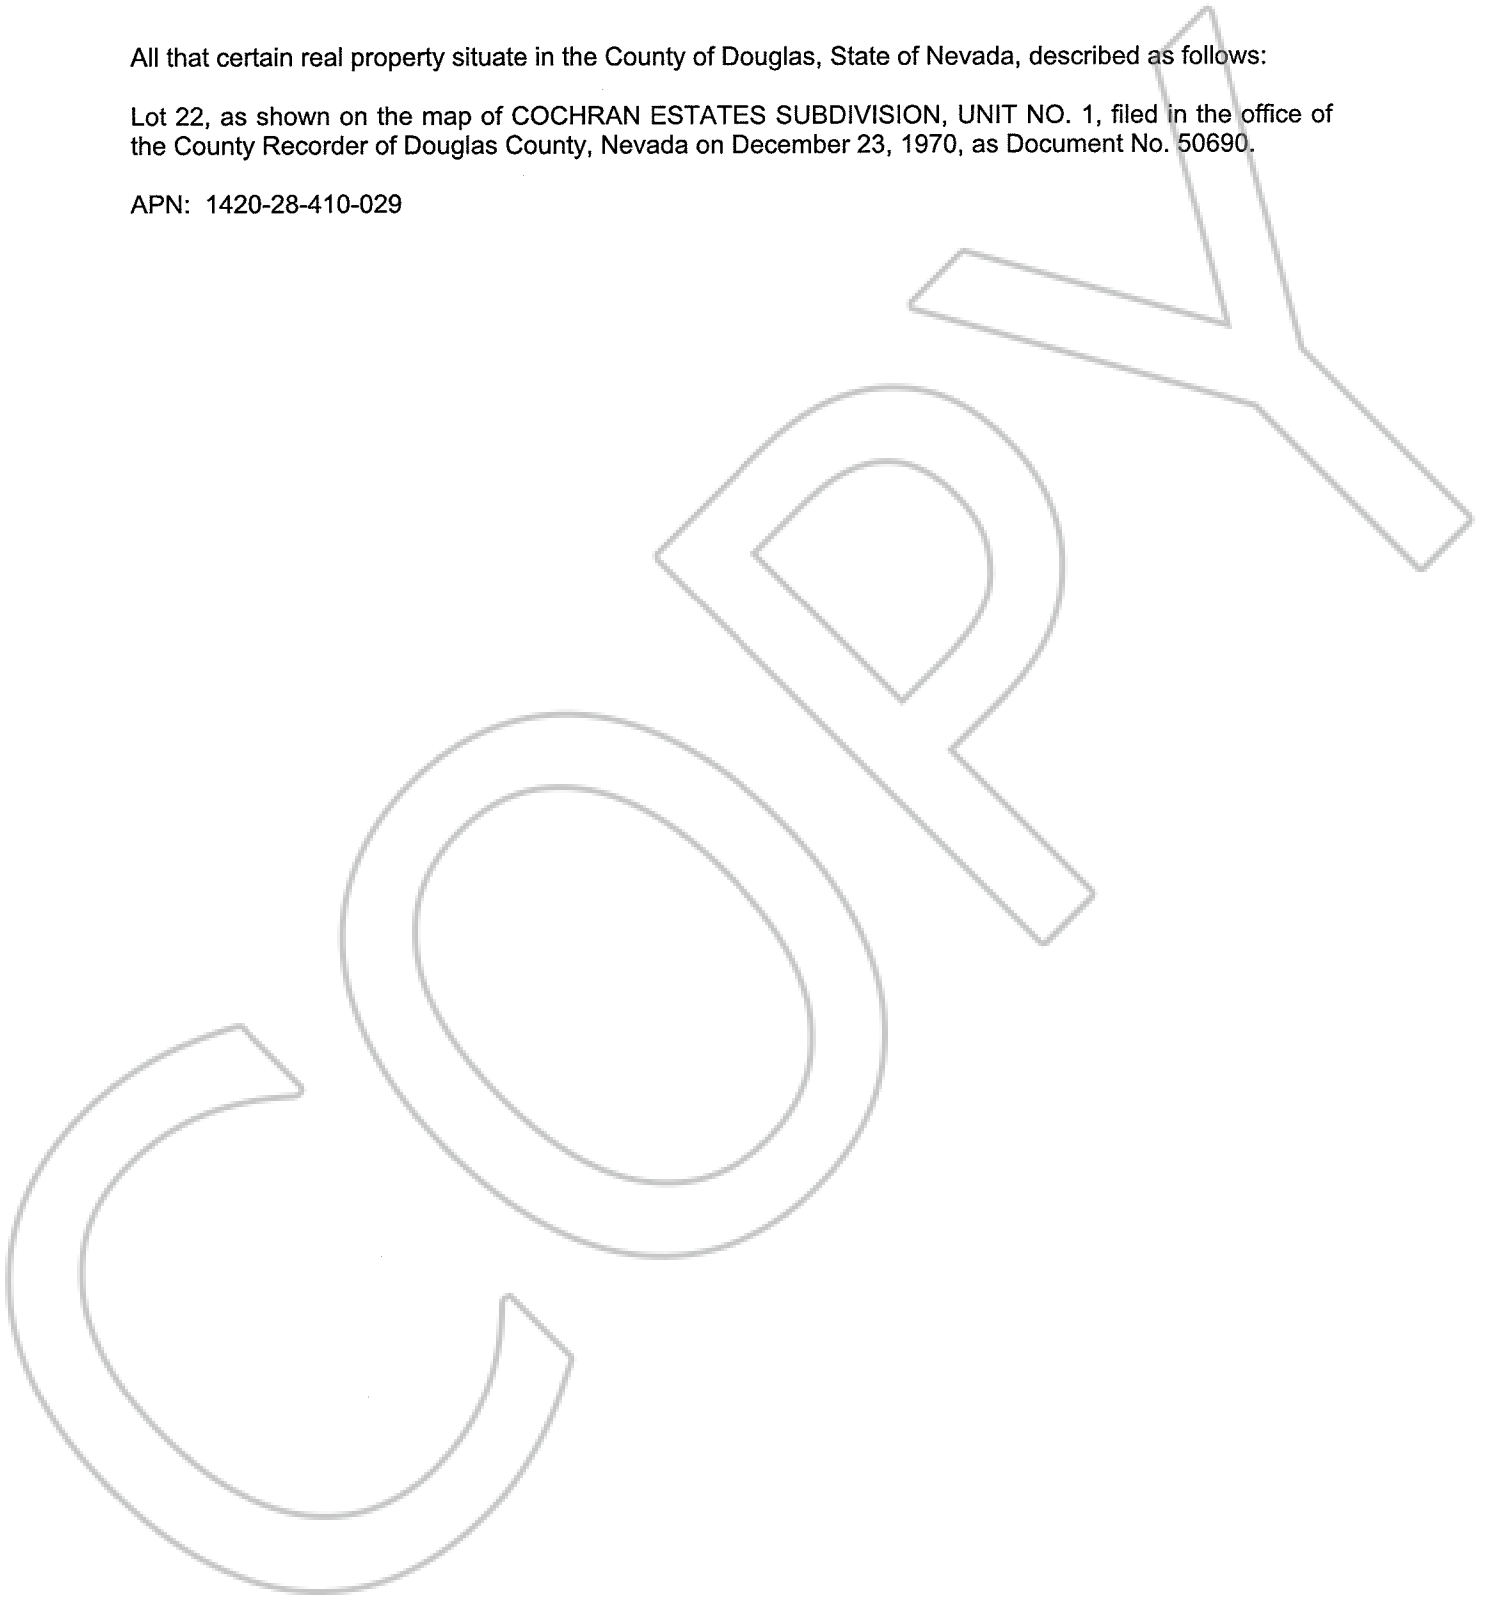 All that certain real property situate in the County of Douglas, State of Nevada, described as follows:
Lot 22, as shown on the map of COCHRAN ESTATES SUBDIVISION, UNIT NO. 1, filed in the office of
the County Recorder of Douglas County, Nevada on December 23, 1970, as Document No. 50690.
APN: 1420-28-410-029
COPY